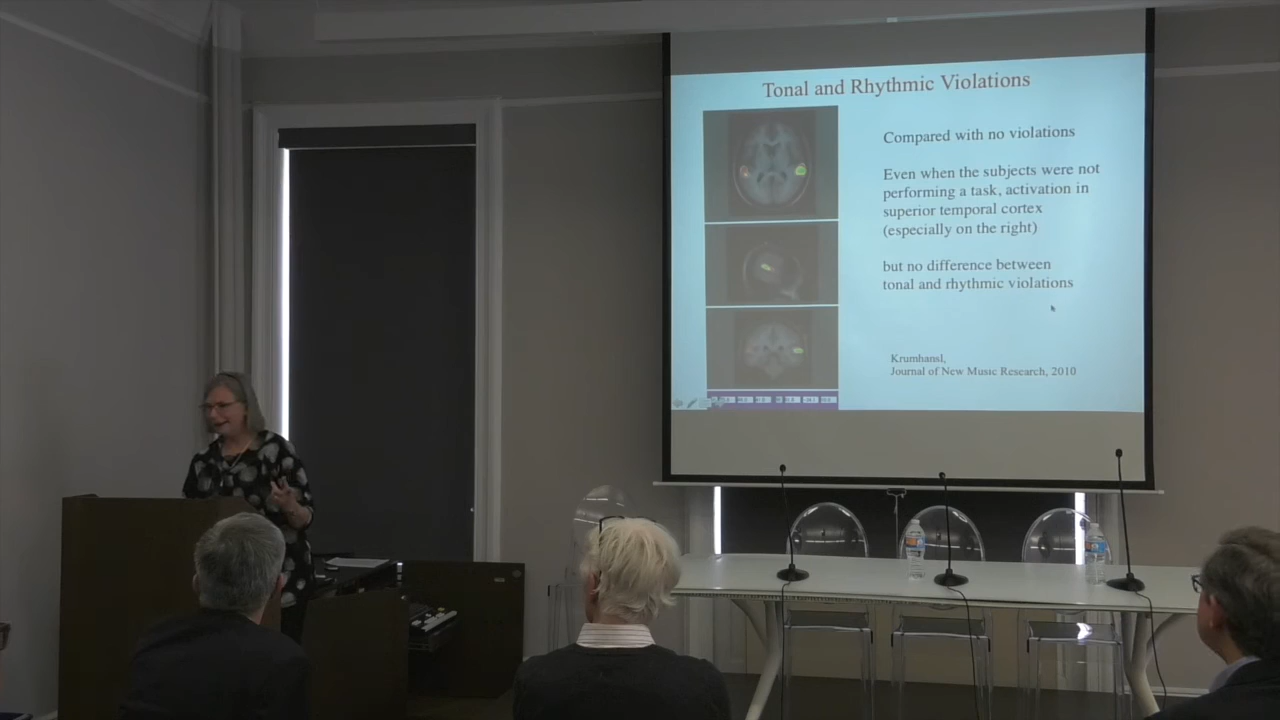 Tonal and Rhythmic Violations
Compared with no violations
Even when the subjects were not
performing a task, activation in
superior temporal cortex
(especially on the right)
but no difference between
tonal and rhythmic violations
Krumhansl,
Journal of New Music Research, 2010